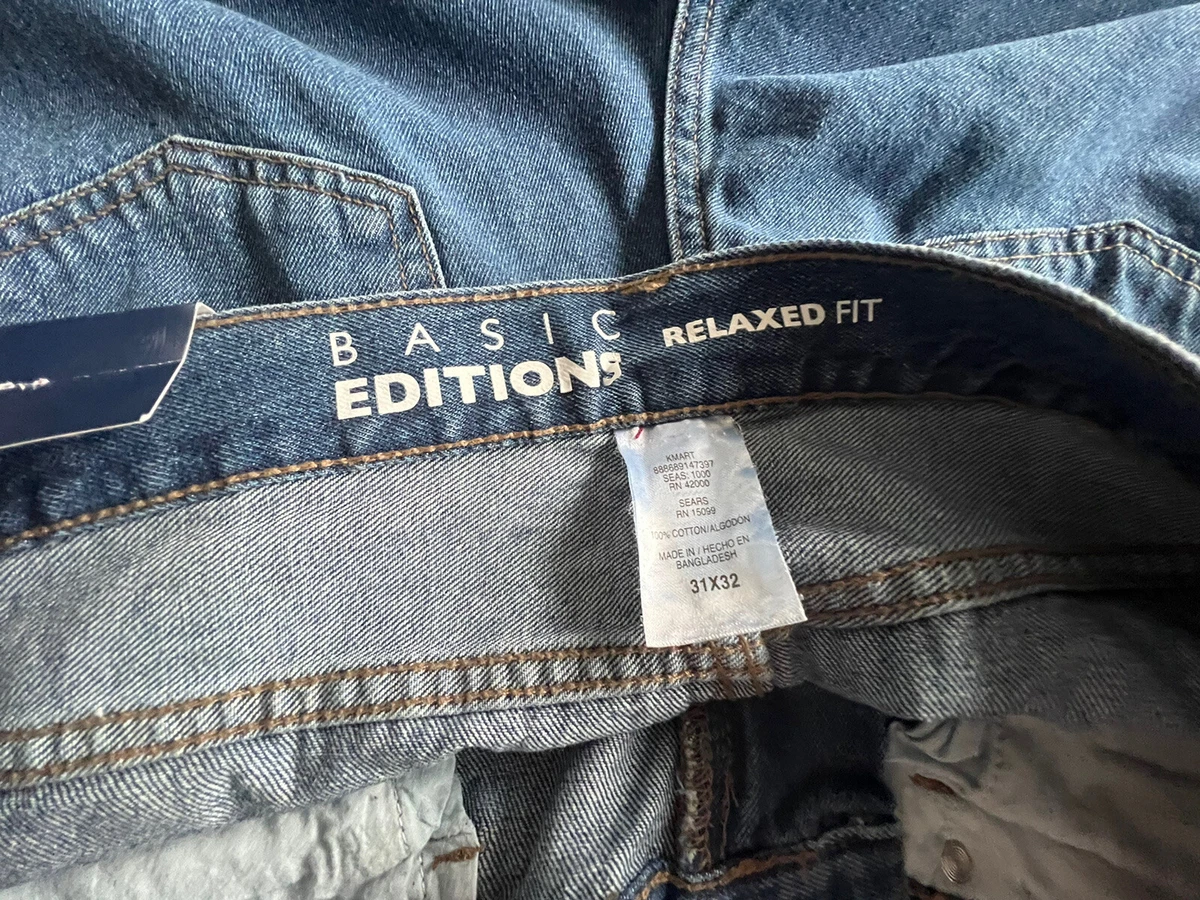 BASIC
EDITIONS
RELAXED FIT
KMART
888689147397
SEAS: 1000
RN 42000
SEARS
RN 15099
100% COTTON/ALGODON
MADE IN / HECHO EN
BANGLADESH
31X32